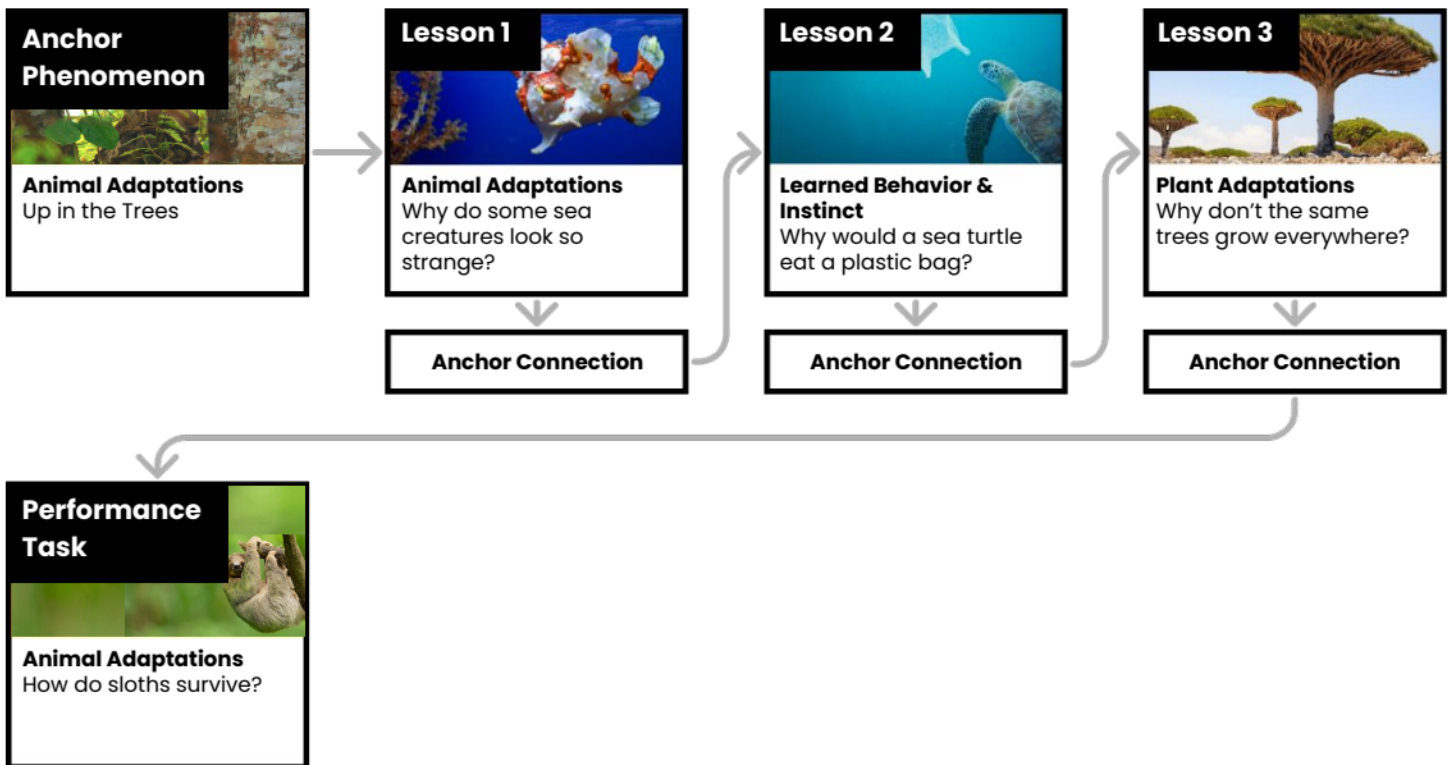 Anchor
Phenomenon
Animal Adaptations
Up in the Trees
Lesson 1
Animal Adaptations
Why do some sea
creatures look so
strange?
Anchor Connection
Lesson 2
Learned Behavior &
Instinct
Why would a sea turtle
eat a plastic bag?
Anchor Connection
Lesson 3
Plant Adaptations
Why don’t the same
trees grow everywhere?
Anchor Connection
Performance
Task
Animal Adaptations
How do sloths survive?